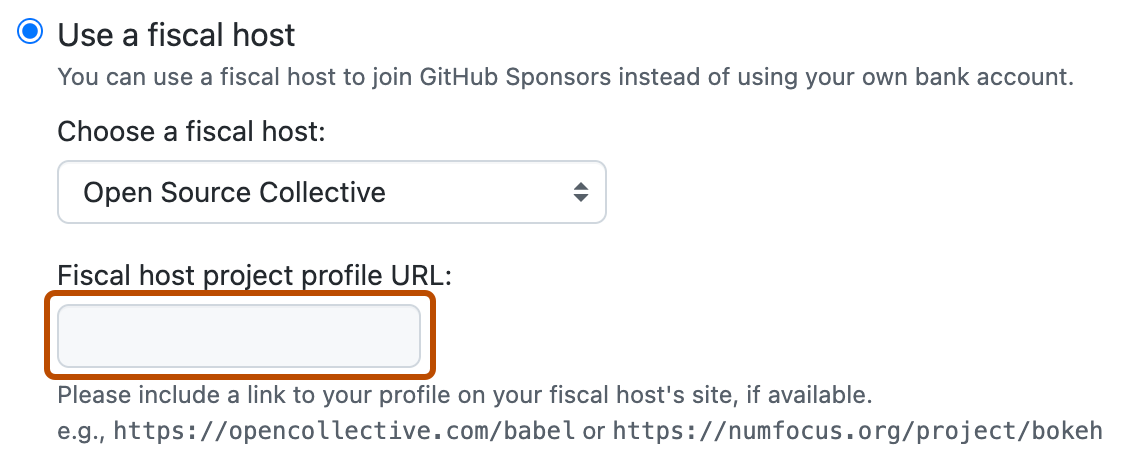 Use a fiscal host
You can use a fiscal host to join GitHub Sponsors instead of using your own bank account.
Choose a fiscal host:
Open Source Collective
Fiscal host project profile URL:
Please include a link to your profile on your fiscal host's site, if available.
e.g., https://opencollective.com/babel or https://numfocus.org/project/bokeh